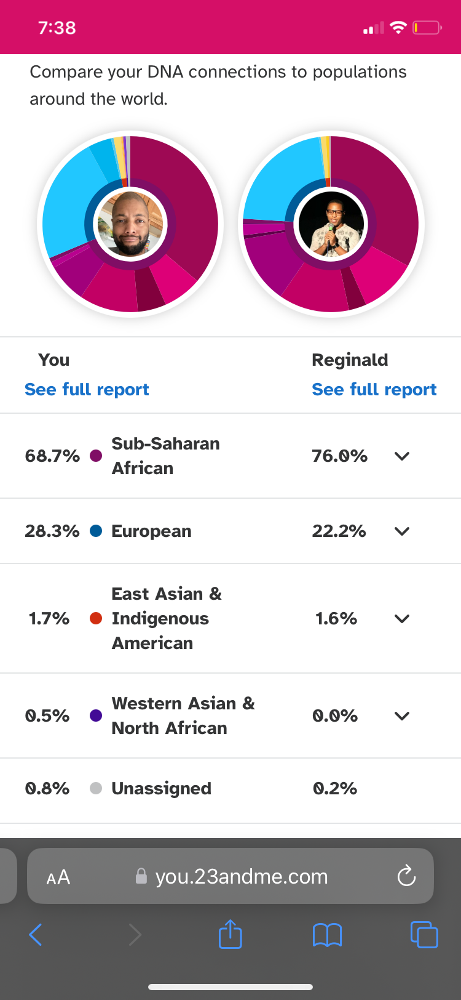 7:38
Compare your DNA connections to populations
around the world.
You
Reginald
See full report
See full report
68.7%
Sub-Saharan
African
76.0%
28.3%
European
22.2%
1.7%
East Asian &
Indigenous
American
1.6%
0.5%
Western Asian &
North African
0.0%
0.8%
Unassigned
0.2%
AA
you.23andme.com